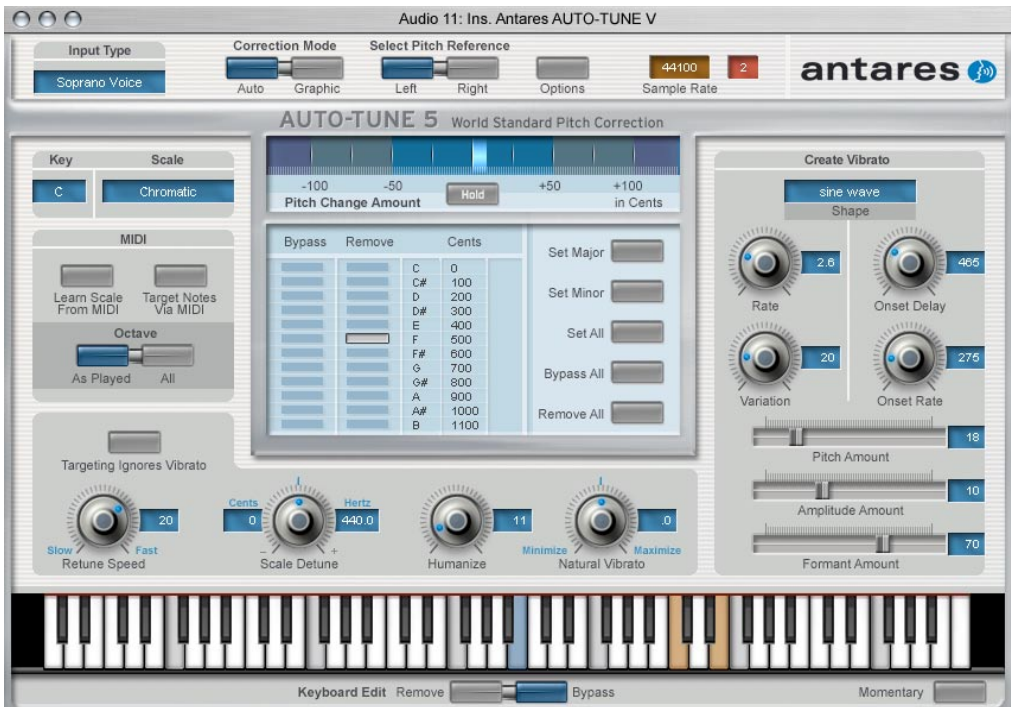 Audio 11: Ins. Antares AUTO-TUNE V
Input Type
Soprano Voice
Correction Mode
Auto Graphic
Select Pitch Reference
Left Right
Options
44100
Sample Rate
2
antares
AUTO-TUNE 5 World Standard Pitch Correction
Key Scale
C Chromatic
-100 -50 Hold +50 +100
Pitch Change Amount in Cents
MIDI
Learn Scale From MIDI
Target Notes Via MIDI
Octave
As Played All
Bypass Remove Cents
C 0
C# 100
D 200
D# 300
E 400
F 500
F# 600
G 700
G# 800
A 900
A# 1000
B 1100
Set Major
Set Minor
Set All
Bypass All
Remove All
Create Vibrato
sine wave
Shape
2.6
Rate
465
Onset Delay
20
Variation
275
Onset Rate
18
Pitch Amount
10
Amplitude Amount
70
Formant Amount
Targeting Ignores Vibrato
20
Slow Fast
Retune Speed
Cents Hertz
0 440.0
- +
Scale Detune
11
Humanize
.0
Minimize Maximize
Natural Vibrato
Keyboard Edit Remove Bypass
Momentary